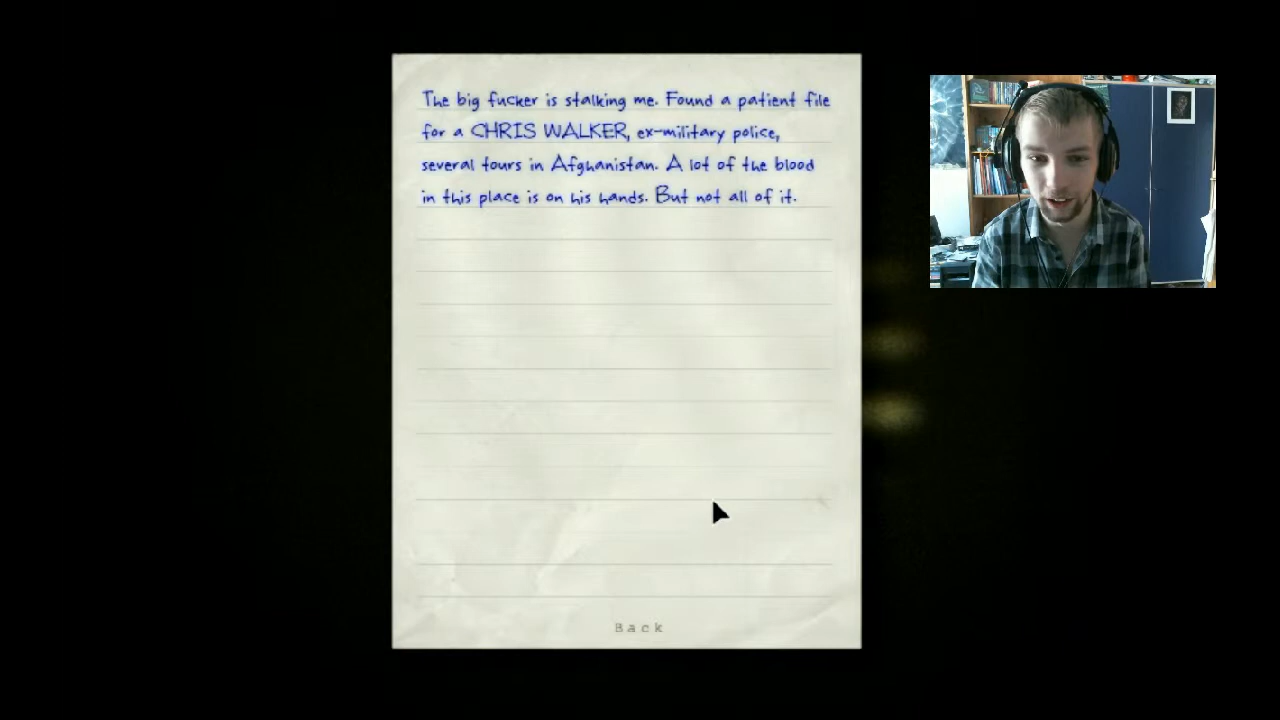 The big fucker is stalking me. Found a patient file
for a CHRIS WALKER, ex-military police,
several tours in Afghanistan. A lot of the blood
in this place is on his hands. But not all of it.
Back